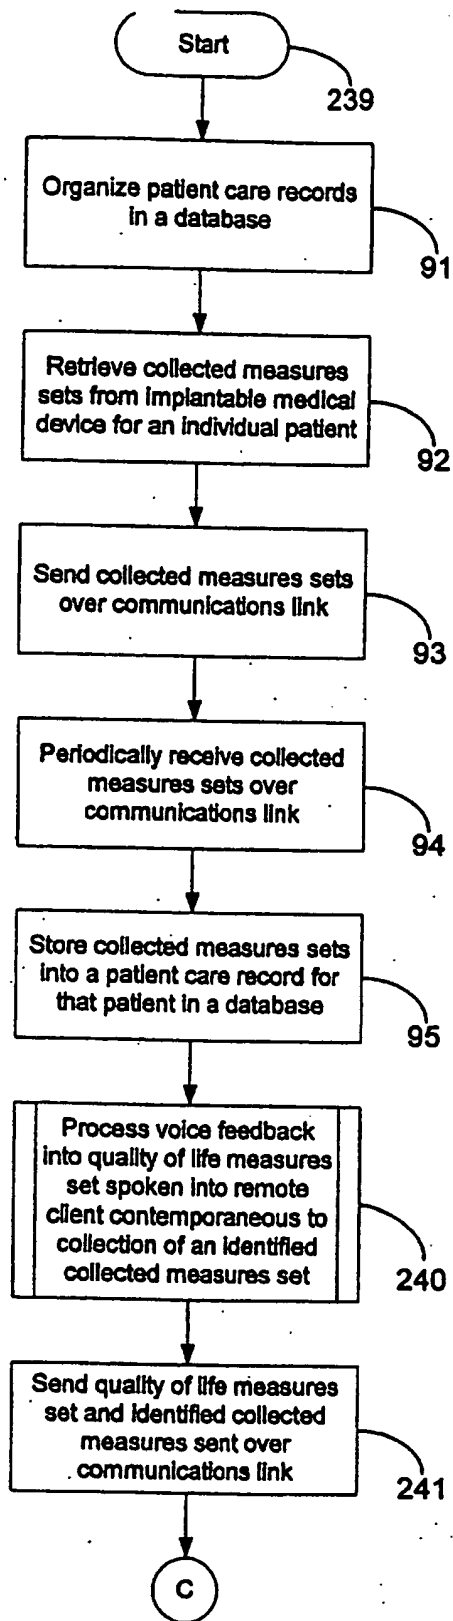 Start
239
Organize patient care records
in a database
91
Retrieve collected measures
sets from implantable medical
device for an individual patient
92
Send collected measures sets
over communications link
93
Periodically receive collected
measures sets over
communications link
94
Store collected measures sets
into a patient care record for
that patient in a database
95
Process voice feedback
into quality of life measures
set spoken into remote
client contemporaneous to
collection of an identified
collected measures set
240
Send quality of life measures
set and identified collected
measures sent over
communications link
241
C